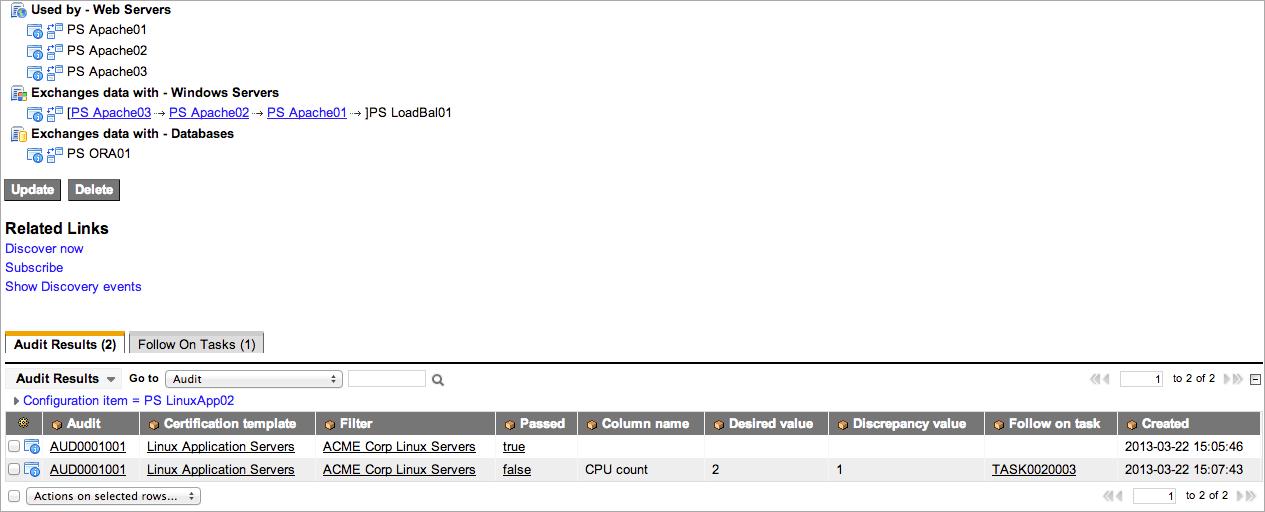 Used by - Web Servers
PS Apache01
PS Apache02
PS Apache03
Exchanges data with - Windows Servers
[PS Apache03 ➝ PS Apache02 ➝ PS Apache01 ➝ ]PS LoadBal01
Exchanges data with - Databases
PS ORA01
Update Delete
Related Links
Discover now
Subscribe
Show Discovery events
Audit Results (2) Follow On Tasks (1)
Audit Results Go to Audit 1 to 2 of 2
Configuration item = PS LinuxApp02
Audit Certification template Filter Passed Column name Desired value Discrepancy value Follow on task Created
AUD0001001 Linux Application Servers ACME Corp Linux Servers true 2013-03-22 15:05:46
AUD0001001 Linux Application Servers ACME Corp Linux Servers false CPU count 2 1 TASK0020003 2013-03-22 15:07:43
Actions on selected rows... 1 to 2 of 2